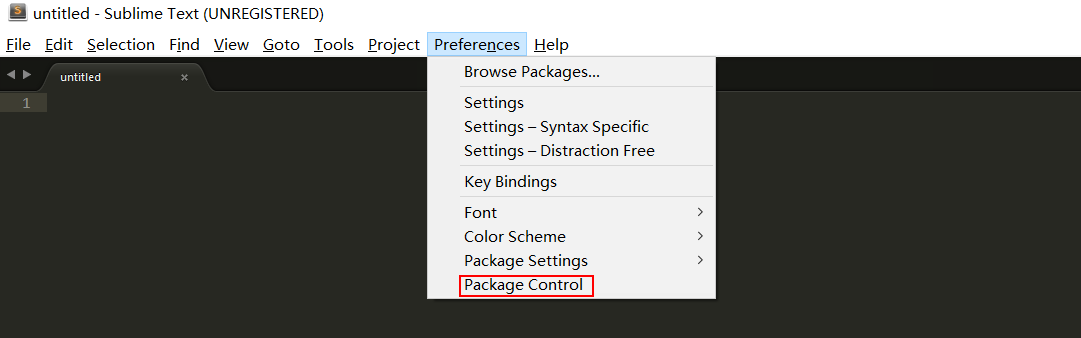 untitled - Sublime Text (UNREGISTERED)
File Edit Selection Find View Goto Tools Project Preferences Help
untitled ×
1
Browse Packages...
Settings
Settings – Syntax Specific
Settings – Distraction Free
Key Bindings
Font
Color Scheme
Package Settings
Package Control